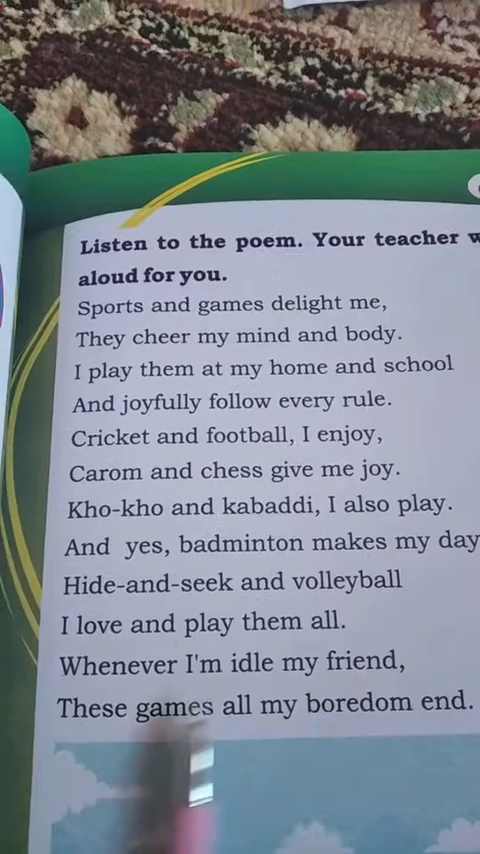 Listen to the poem. Your teacher
aloud for you.
Sports and games delight me,
They cheer my mind and body.
I play them at my home and school
And joyfully follow every rule.
Cricket and football, I enjoy,
Carom and chess give me joy.
Kho-kho and kabaddi, I also play.
And yes, badminton makes my day
Hide-and-seek and volleyball
I love and play them all.
Whenever I'm idle my friend,
These games all my boredom end.